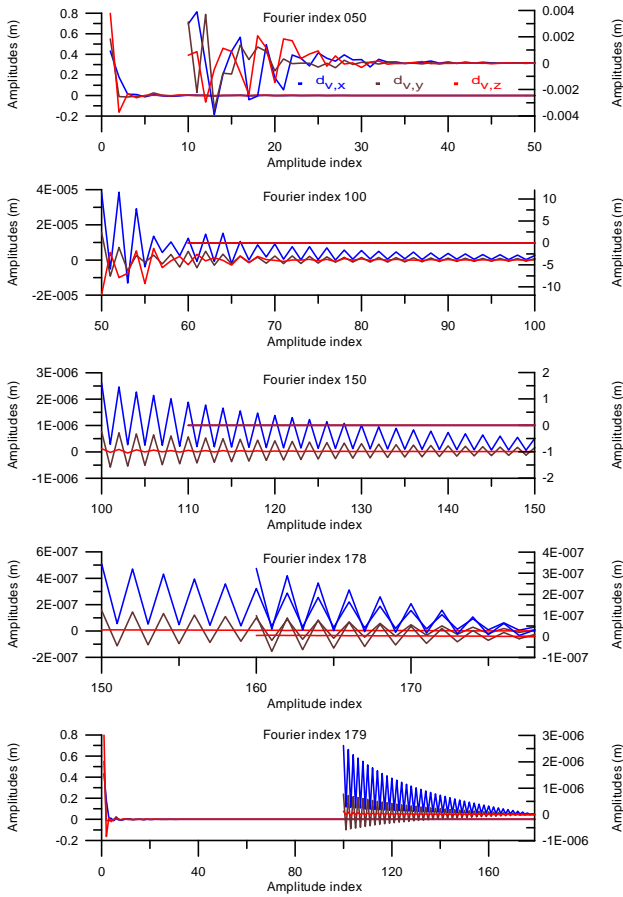 Fourier index 050
0.8
0.6
0.4
0.2
0
-0.2
0.004
0.002
0
-0.002
-0.004
Amplitudes (m)
Amplitudes (m)
d v,x d v,y d v,z
0 10 20 30 40 50
Amplitude index
Fourier index 100
4E-005
2E-005
0
-2E-005
10
5
0
-5
-10
Amplitudes (m)
Amplitudes (m)
50 60 70 80 90 100
Amplitude index
Fourier index 150
3E-006
2E-006
1E-006
0
-1E-006
2
1
0
-1
-2
Amplitudes (m)
Amplitudes (m)
100 110 120 130 140 150
Amplitude index
Fourier index 178
6E-007
4E-007
2E-007
0
-2E-007
4E-007
3E-007
2E-007
1E-007
0
-1E-007
Amplitudes (m)
Amplitudes (m)
150 160 170
Amplitude index
Fourier index 179
0.8
0.6
0.4
0.2
0
-0.2
3E-006
2E-006
1E-006
0
-1E-006
Amplitudes (m)
Amplitudes (m)
0 40 80 120 160
Amplitude index